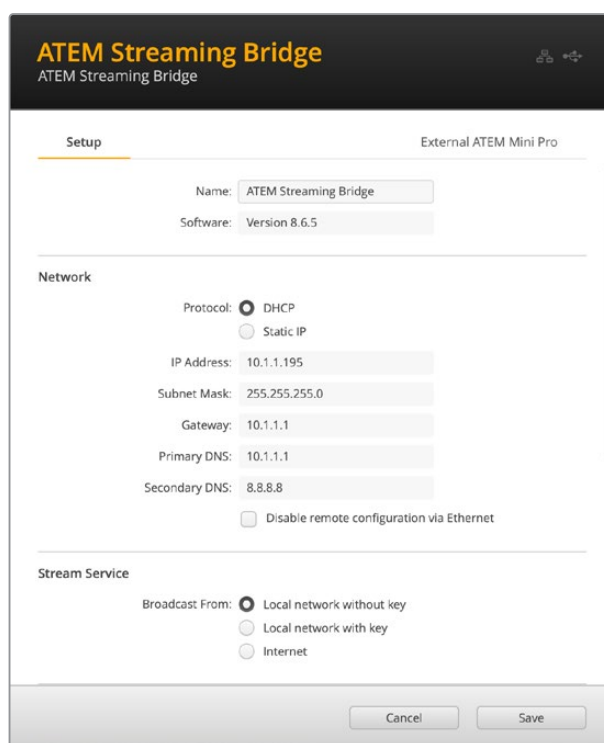 ATEM Streaming Bridge
ATEM Streaming Bridge
Setup External ATEM Mini Pro
Name: ATEM Streaming Bridge
Software: Version 8.6.5
Network
Protocol: DHCP
Static IP
IP Address: 10.1.1.195
Subnet Mask: 255.255.255.0
Gateway: 10.1.1.1
Primary DNS: 10.1.1.1
Secondary DNS: 8.8.8.8
Disable remote configuration via Ethernet
Stream Service
Broadcast From: Local network without key
Local network with key
Internet
Cancel Save